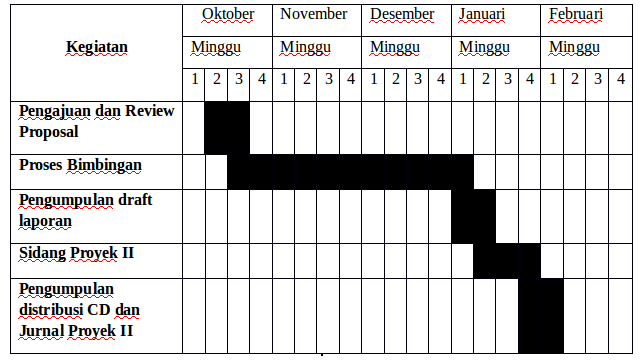 Kegiatan Oktober November Desember Januari Februari
Minggu Minggu Minggu Minggu Minggu
1 2 3 4 1 2 3 4 1 2 3 4 1 2 3 4 1 2 3 4
Pengajuan dan Review
Proposal
Proses Bimbingan
Pengumpulan draft
laporan
Sidang Proyek II
Pengumpulan
distribusi CD dan
Jurnal Proyek II